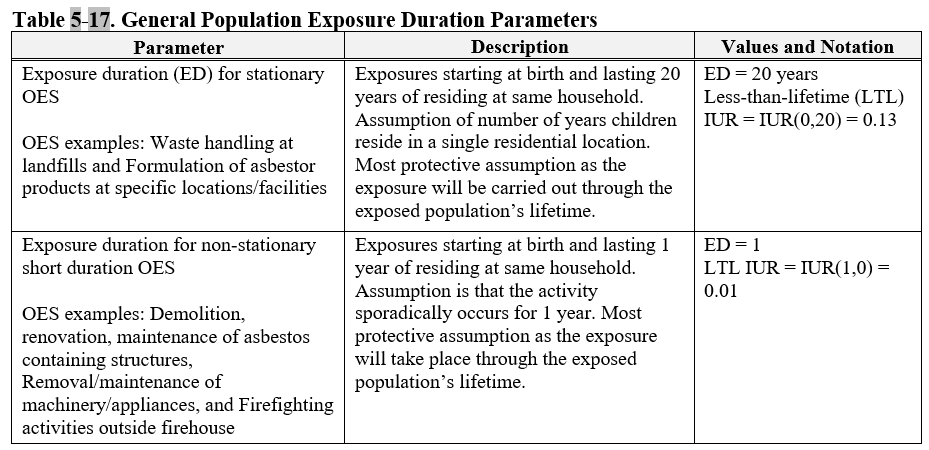 Table 5-17. General Population Exposure Duration Parameters
Parameter
Description
Values and Notation
Exposure duration (ED) for stationary
OES
OES examples: Waste handling at
landfills and Formulation of asbestor
products at specific locations/facilities
Exposures starting at birth and lasting 20
years of residing at same household.
Assumption of number of years children
reside in a single residential location.
Most protective assumption as the
exposure will be carried out through the
exposed population’s lifetime.
ED = 20 years
Less-than-lifetime (LTL)
IUR = IUR(0,20) = 0.13
Exposure duration for non-stationary
short duration OES
OES examples: Demolition,
renovation, maintenance of asbestos
containing structures,
Removal/maintenance of
machinery/appliances, and Firefighting
activities outside firehouse
Exposures starting at birth and lasting 1
year of residing at same household.
Assumption is that the activity
sporadically occurs for 1 year. Most
protective assumption as the exposure
will take place through the exposed
population’s lifetime.
ED = 1
LTL IUR = IUR(1,0) =
0.01